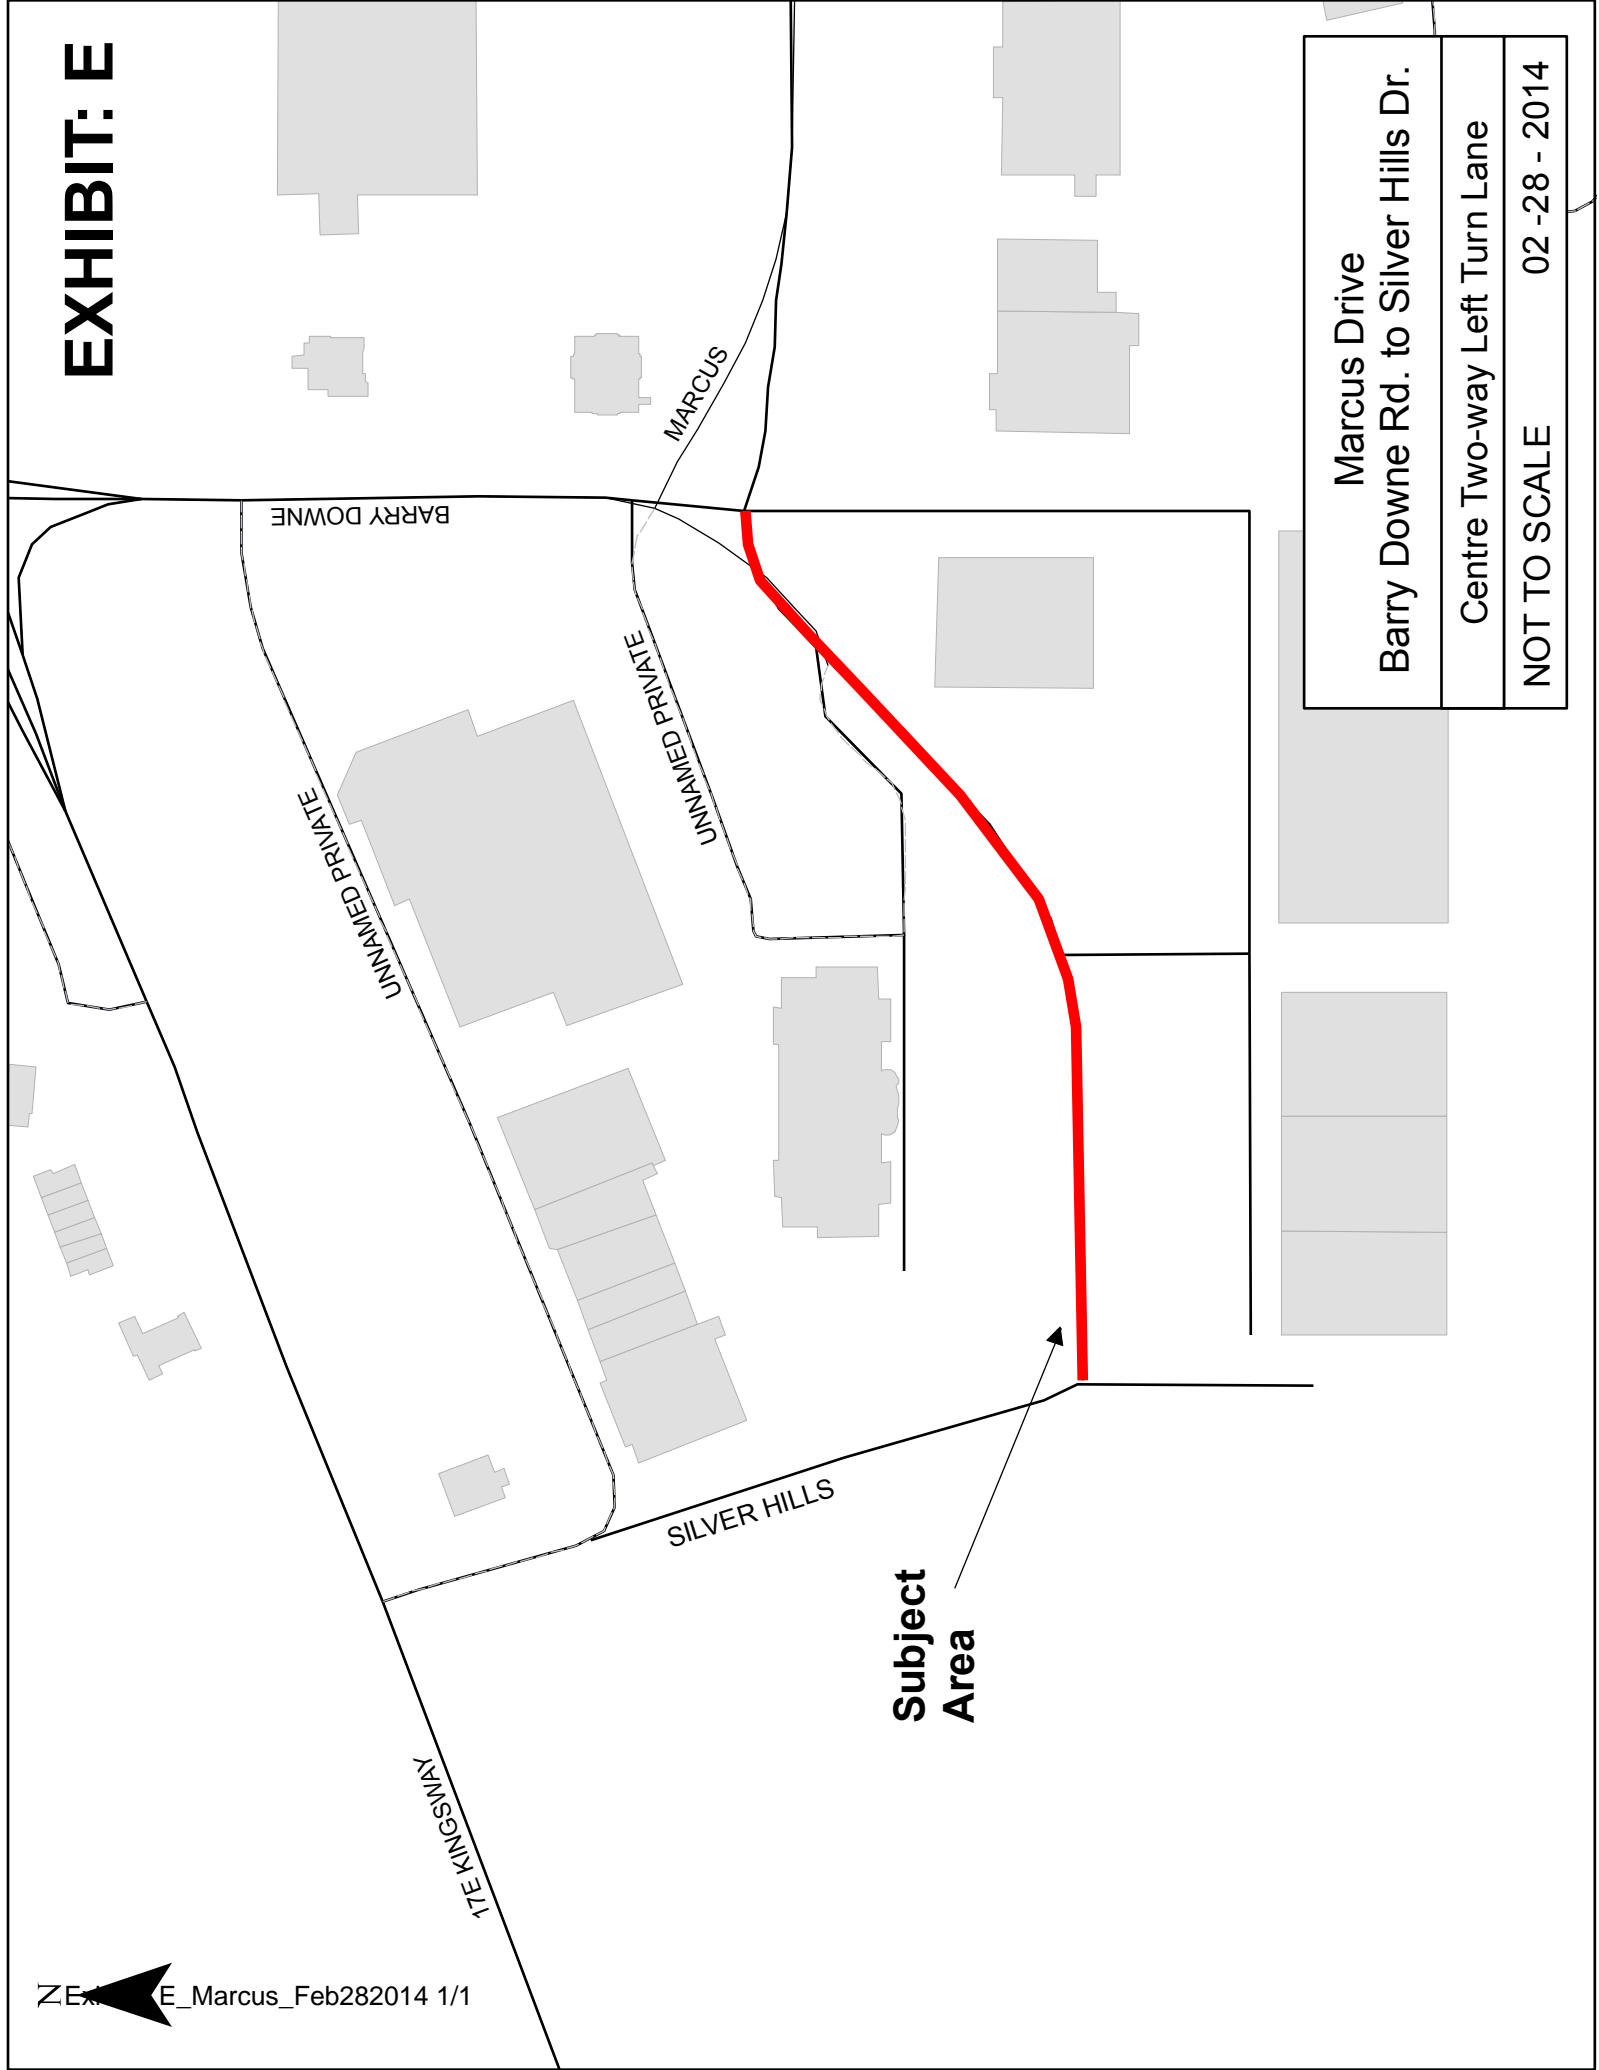 EXHIBIT: E
BARRY DOWNE
MARCUS
UNNAMED PRIVATE
UNNAMED PRIVATE
SILVER HILLS
17E KINGSWAY
Subject
Area
Marcus Drive
Barry Downe Rd. to Silver Hills Dr.
Centre Two-way Left Turn Lane
NOT TO SCALE 02 -28 - 2014
N
E_Marcus_Feb282014 1/1